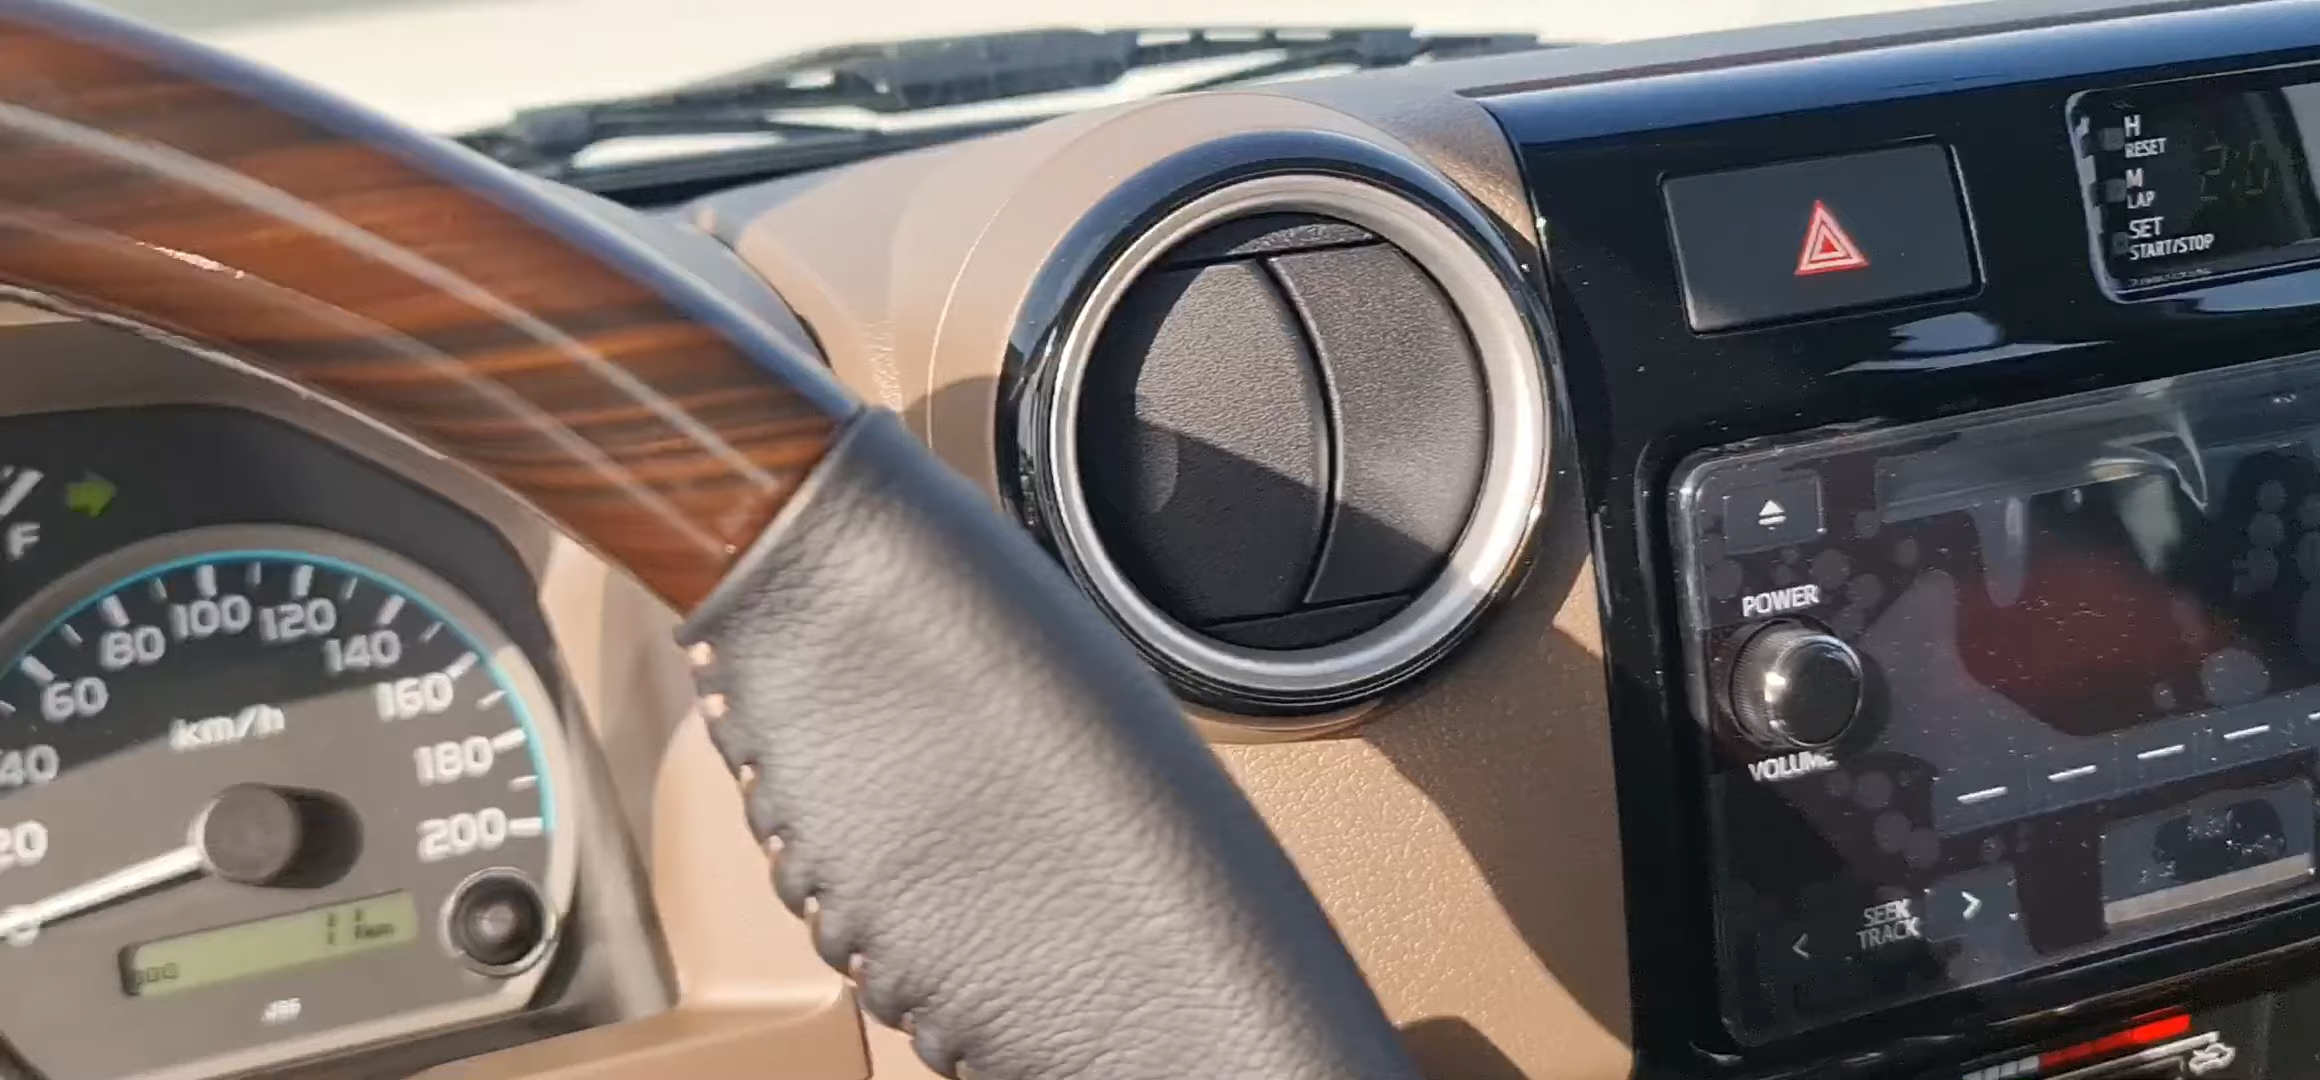 F
20
40
60
80
100
120
140
160
180
200
km/h
H
RESET
M
LAP
SET
START/STOP
POWER
VOLUME
SEEK
TRACK